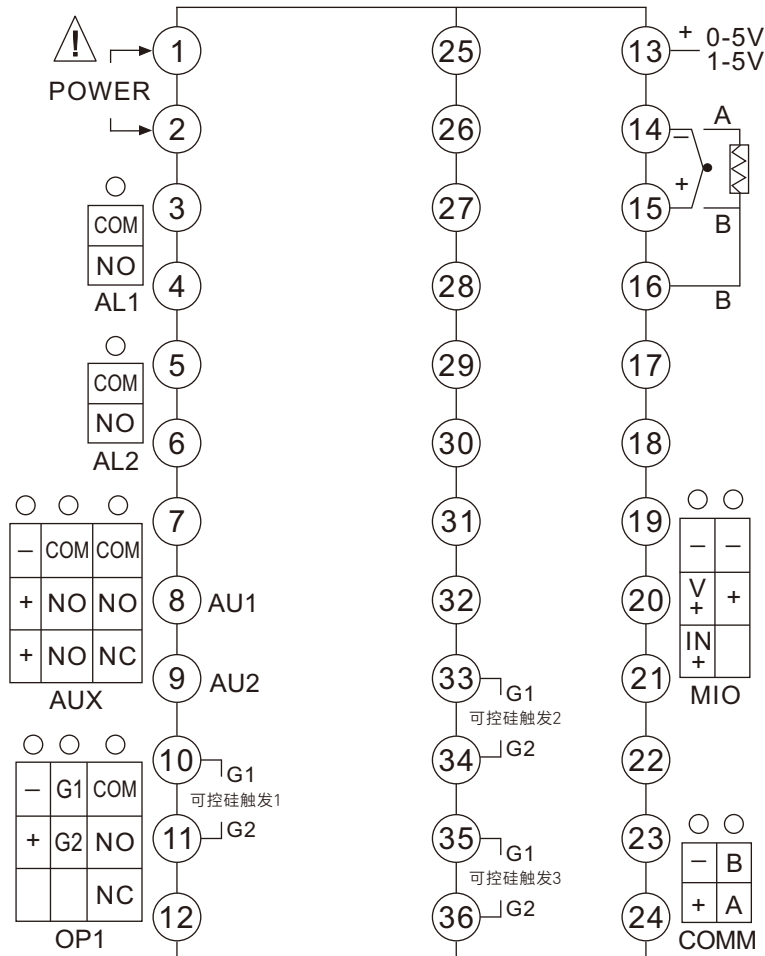 !
POWER
1
2
3
4
5
6
7
8
9
10
11
12
COM
NO
AL1
COM
NO
AL2
– COM COM
+ NO NO
+ NO NC
AUX
AU1
AU2
– G1 COM
+ G2 NO
NC
OP1
G1
可控硅触发1
G2
25
26
27
28
29
30
31
32
33
34
35
36
G1
可控硅触发2
G2
G1
可控硅触发3
G2
13
14
15
16
17
18
19
20
21
22
23
24
+ 0-5V
1-5V
A
–
+
B
B
– –
V
+ +
IN
+
MIO
– B
+ A
COMM